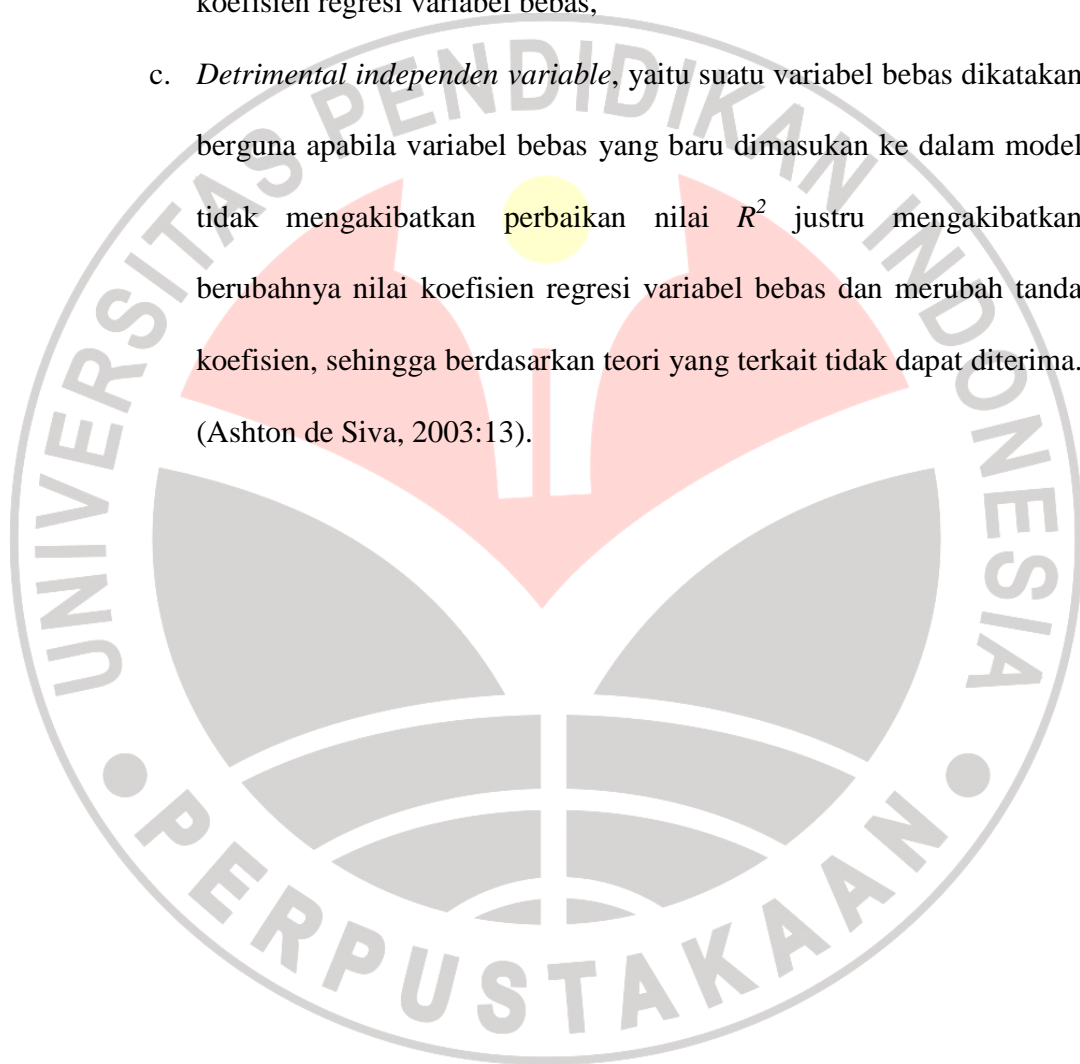 koefisien regresi variabel bebas,
c. Detrimental independen variable, yaitu suatu variabel bebas dikatakan
berguna apabila variabel bebas yang baru dimasukan ke dalam model
tidak mengakibatkan perbaikan nilai R² justru mengakibatkan
berubahnya nilai koefisien regresi variabel bebas dan merubah tanda
koefisien, sehingga berdasarkan teori yang terkait tidak dapat diterima.
(Ashton de Siva, 2003:13).
UNIVERSITAS PENDIDIKAN INDONESIA
PERPUSTAKAAN